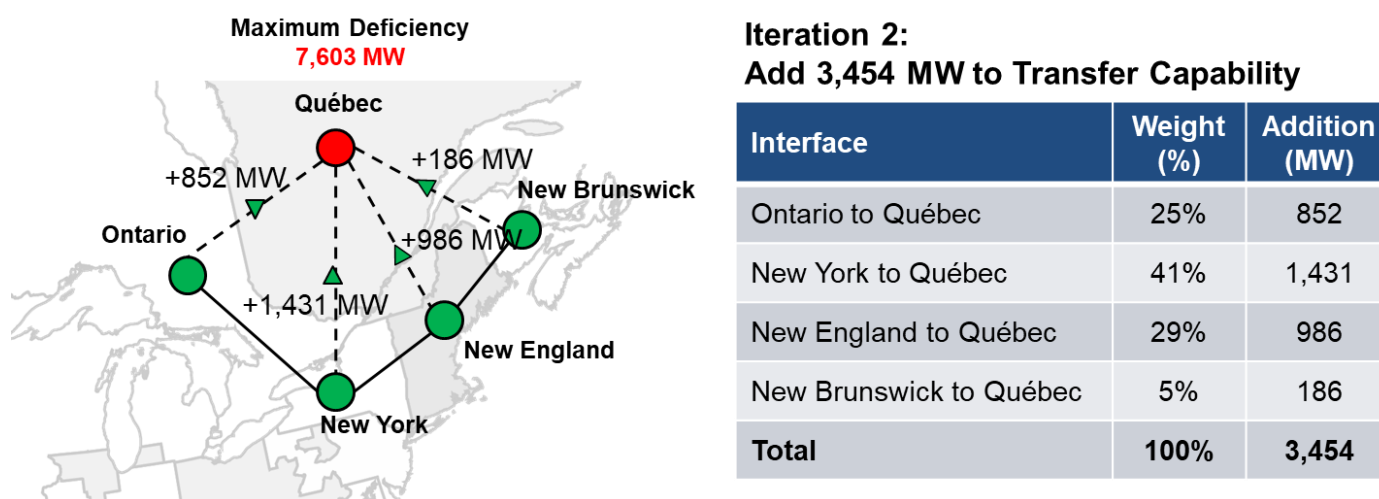 Maximum Deficiency
7,603 MW
Québec
+852 MW
+186 MW
New Brunswick
Ontario
+986 MW
+1,431 MW
New England
New York
Iteration 2:
Add 3,454 MW to Transfer Capability
Interface Weight (%) Addition (MW)
Ontario to Québec 25% 852
New York to Québec 41% 1,431
New England to Québec 29% 986
New Brunswick to Québec 5% 186
Total 100% 3,454